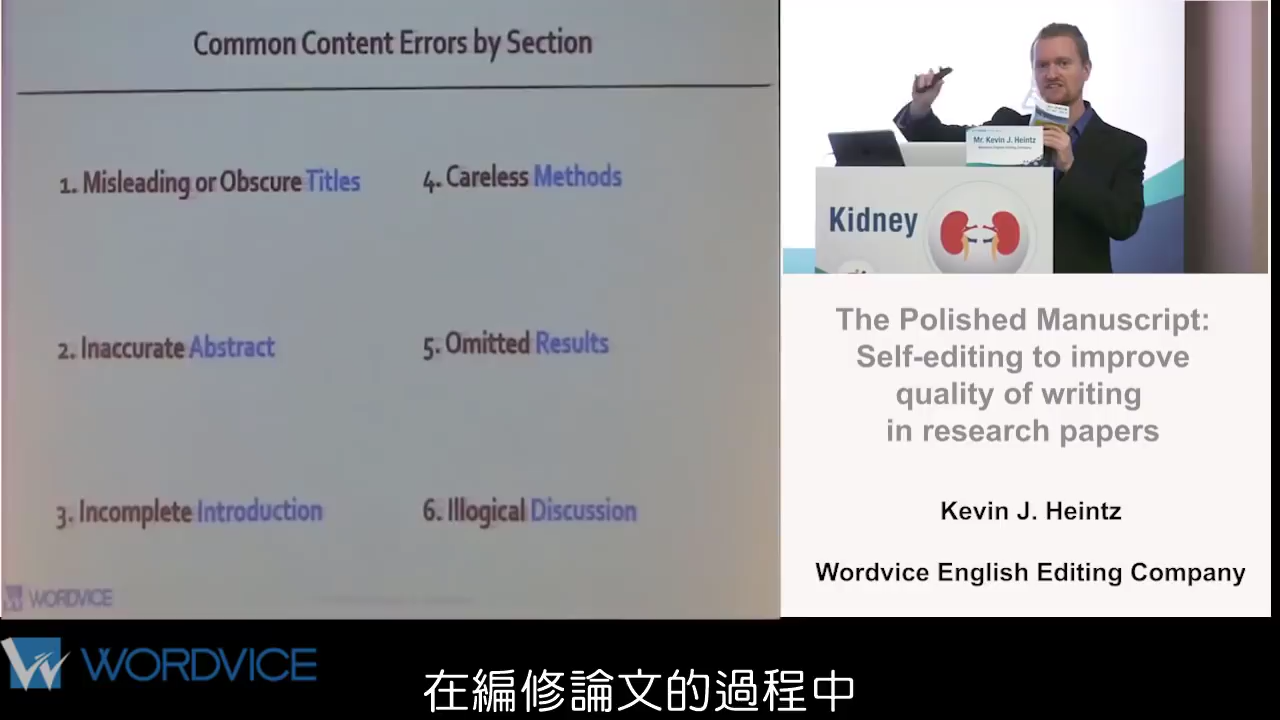 Common Content Errors by Section
1. Misleading or Obscure Titles
4. Careless Methods
2. Inaccurate Abstract
5. Omitted Results
3. Incomplete Introduction
6. Illogical Discussion
WORDVICE
Mr. Kevin J. Heintz
Kidney
The Polished Manuscript:
Self-editing to improve
quality of writing
in research papers
Kevin J. Heintz
Wordvice English Editing Company
WORDVICE
在編修論文的過程中